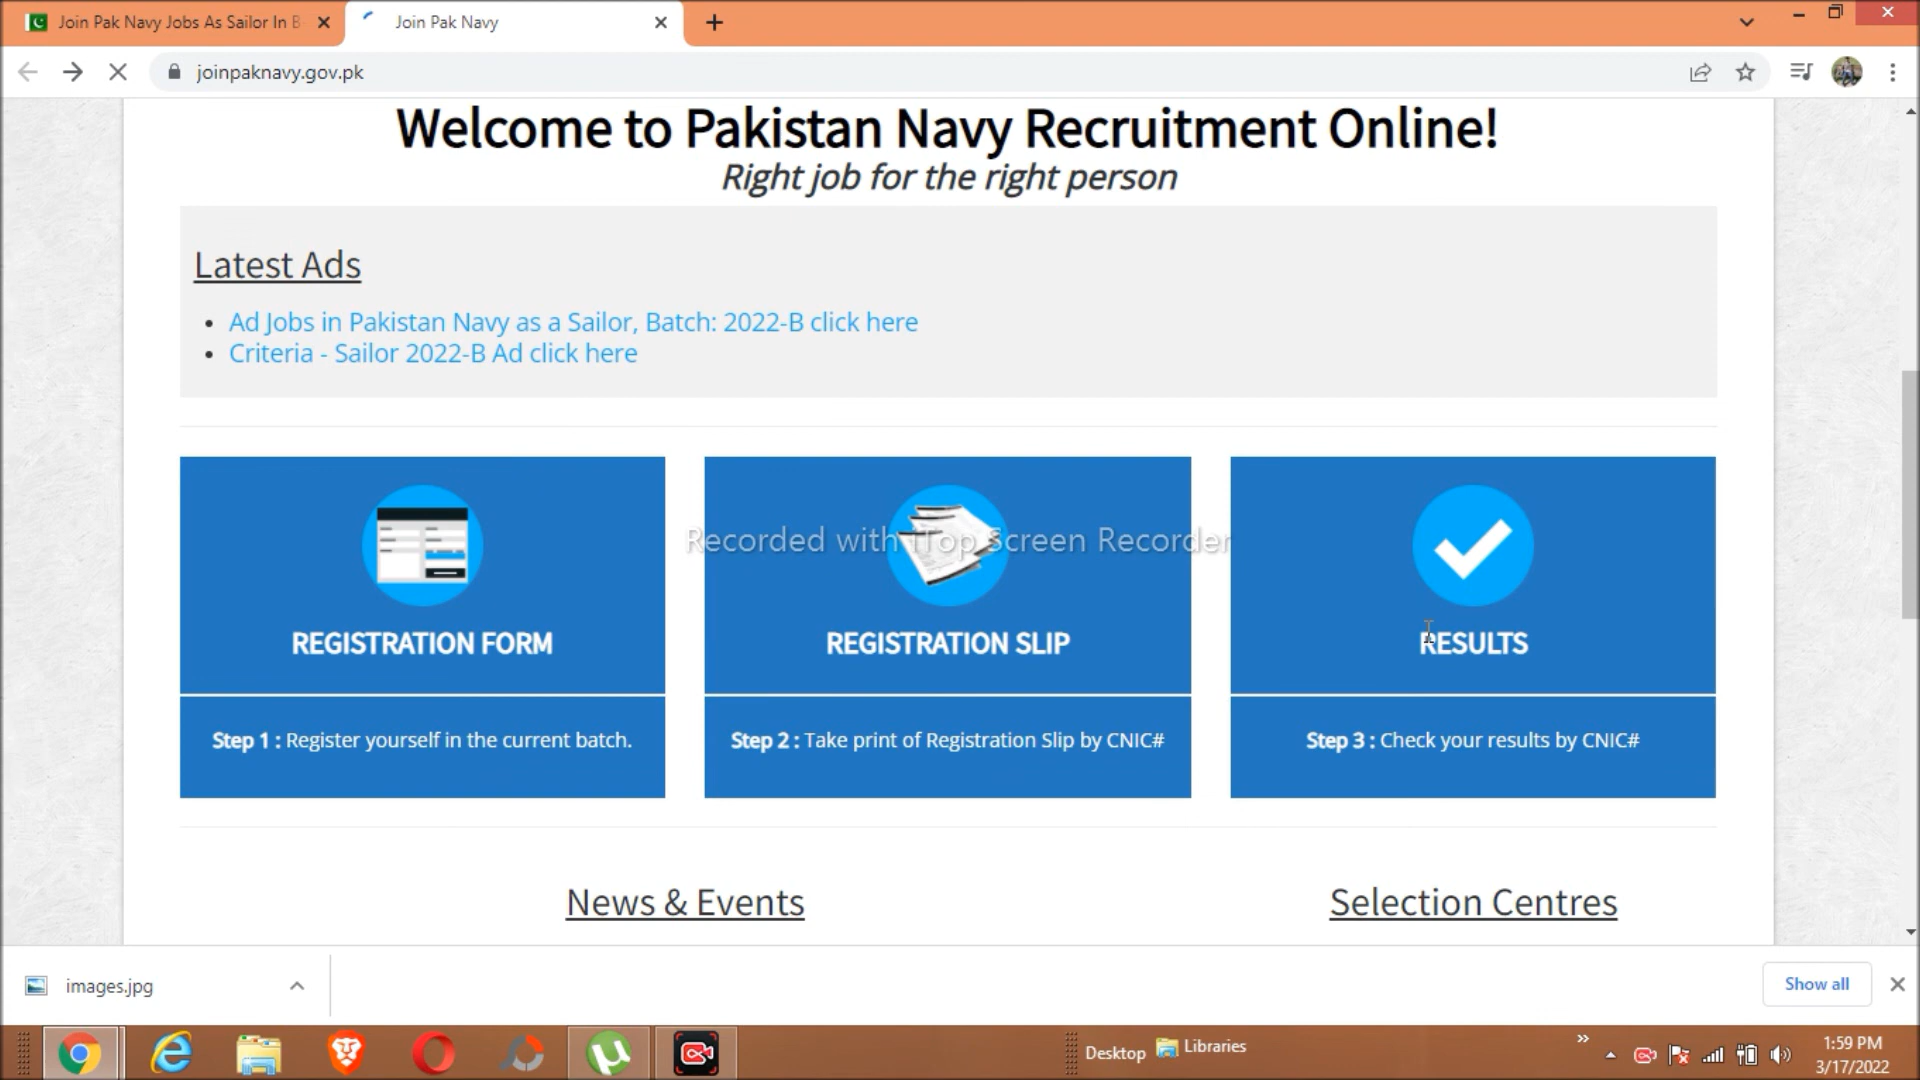 Join Pak Navy Jobs As Sailor In B
Join Pak Navy
joinpaknavy.gov.pk
Welcome to Pakistan Navy Recruitment Online!
Right job for the right person
Latest Ads
Ad Jobs in Pakistan Navy as a Sailor, Batch: 2022-B click here
Criteria - Sailor 2022-B Ad click here
Recorded with iTop Screen Recorder
REGISTRATION FORM
REGISTRATION SLIP
RESULTS
Step 1 : Register yourself in the current batch.
Step 2 : Take print of Registration Slip by CNIC#
Step 3 : Check your results by CNIC#
News & Events
Selection Centres
images.jpg
Show all
Desktop
Libraries
1:59 PM
3/17/2022